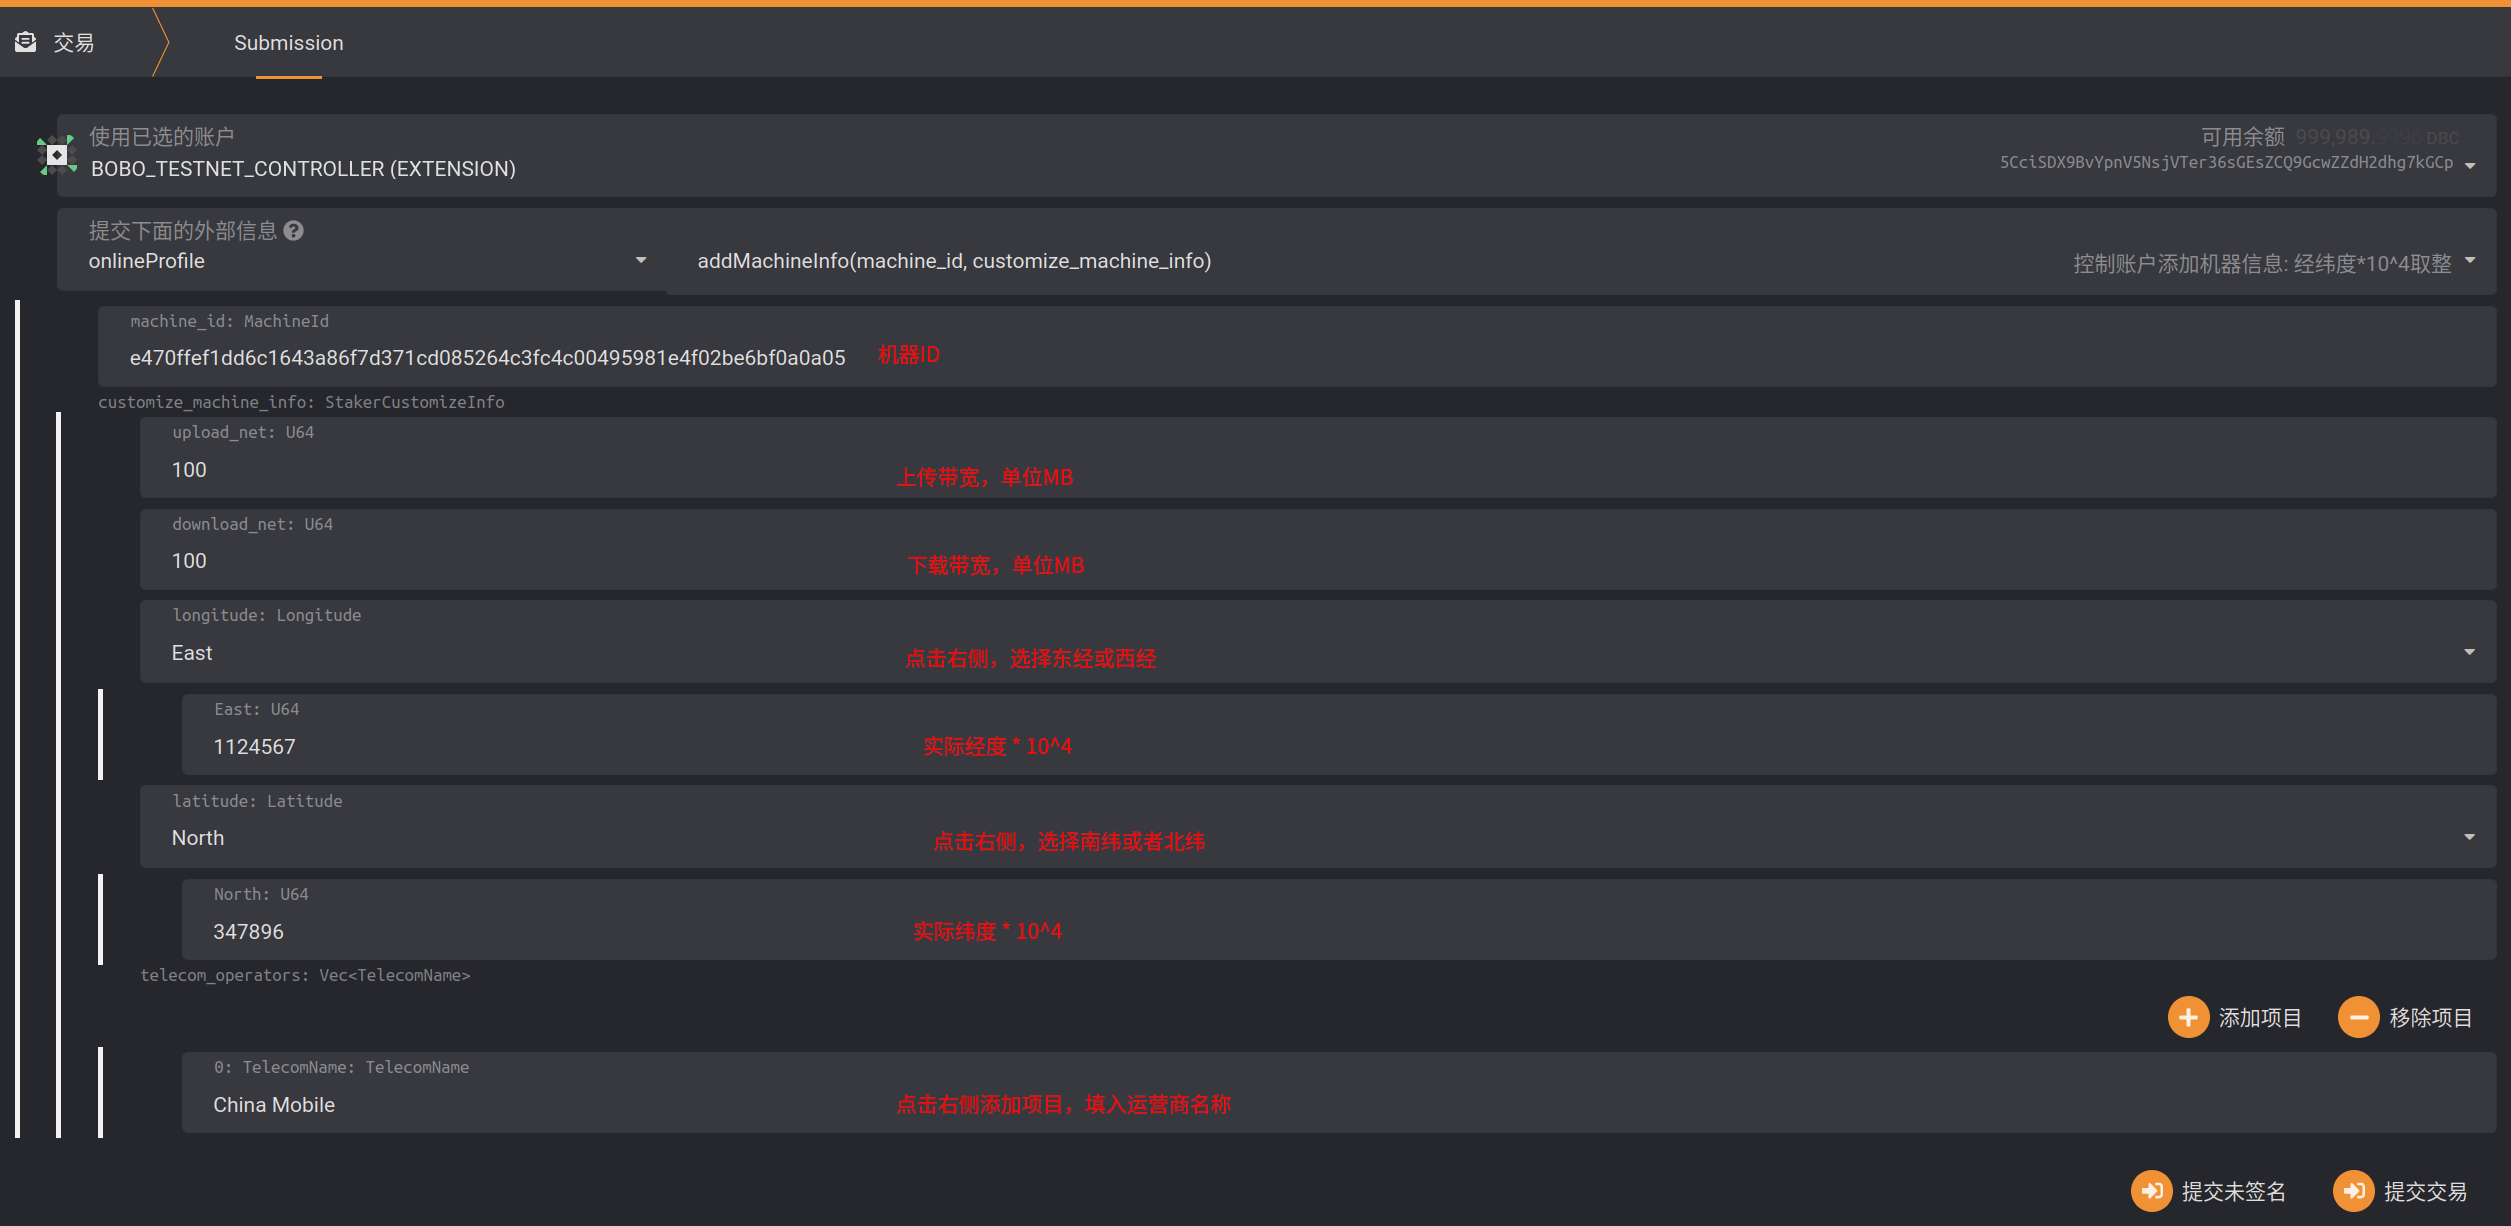 交易
Submission
使用已选的账户
BOBO_TESTNET_CONTROLLER (EXTENSION)
可用余额 999,989.9996 DBC
5CciSDX9BvYpnV5NsjVTer36sGEsZCQ9GcwZZdH2dhg7kGCp
提交下面的外部信息
onlineProfile
addMachineInfo(machine_id, customize_machine_info)
控制账户添加机器信息: 经纬度*10^4取整
machine_id: MachineId
e470ffef1dd6c1643a86f7d371cd085264c3fc4c00495981e4f02be6bf0a0a05
机器ID
customize_machine_info: StakerCustomizeInfo
upload_net: U64
100
上传带宽，单位MB
download_net: U64
100
下载带宽，单位MB
longitude: Longitude
East
点击右侧，选择东经或西经
East: U64
1124567
实际经度 * 10^4
latitude: Latitude
North
点击右侧，选择南纬或者北纬
North: U64
347896
实际纬度 * 10^4
telecom_operators: Vec<TelecomName>
添加项目
移除项目
0: TelecomName: TelecomName
China Mobile
点击右侧添加项目，填入运营商名称
提交未签名
提交交易